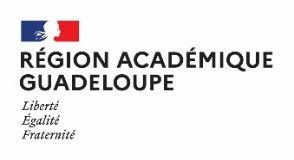 RÉGION ACADÉMIQUE
GUADELOUPE
Liberté
Égalité
Fraternité